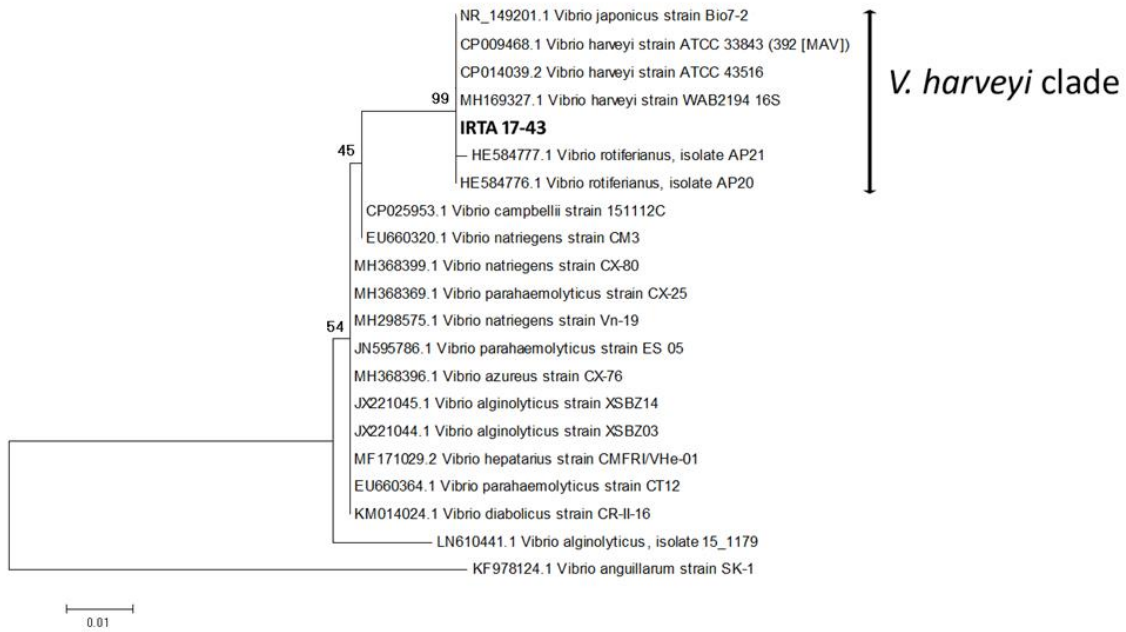 NR_149201.1 Vibrio japonicus strain Bio7-2
CP009468.1 Vibrio harveyi strain ATCC 33843 (392 [MAV])
CP014039.2 Vibrio harveyi strain ATCC 43516
V. harveyi clade
99
MH169327.1 Vibrio harveyi strain WAB2194 16S
IRTA 17-43
45
HE584777.1 Vibrio rotiferianus, isolate AP21
HE584776.1 Vibrio rotiferianus, isolate AP20
CP025953.1 Vibrio campbellii strain 151112C
EU660320.1 Vibrio natriegens strain CM3
MH368399.1 Vibrio natriegens strain CX-80
MH368369.1 Vibrio parahaemolyticus strain CX-25
54
MH298575.1 Vibrio natriegens strain Vn-19
JN595786.1 Vibrio parahaemolyticus strain ES 05
MH368396.1 Vibrio azureus strain CX-76
JX221045.1 Vibrio alginolyticus strain XSBZ14
JX221044.1 Vibrio alginolyticus strain XSBZ03
MF171029.2 Vibrio hepatarius strain CMFRI/VHe-01
EU660364.1 Vibrio parahaemolyticus strain CT12
KM014024.1 Vibrio diabolicus strain CR-II-16
LN610441.1 Vibrio alginolyticus, isolate 15_1179
KF978124.1 Vibrio anguillarum strain SK-1
0.01